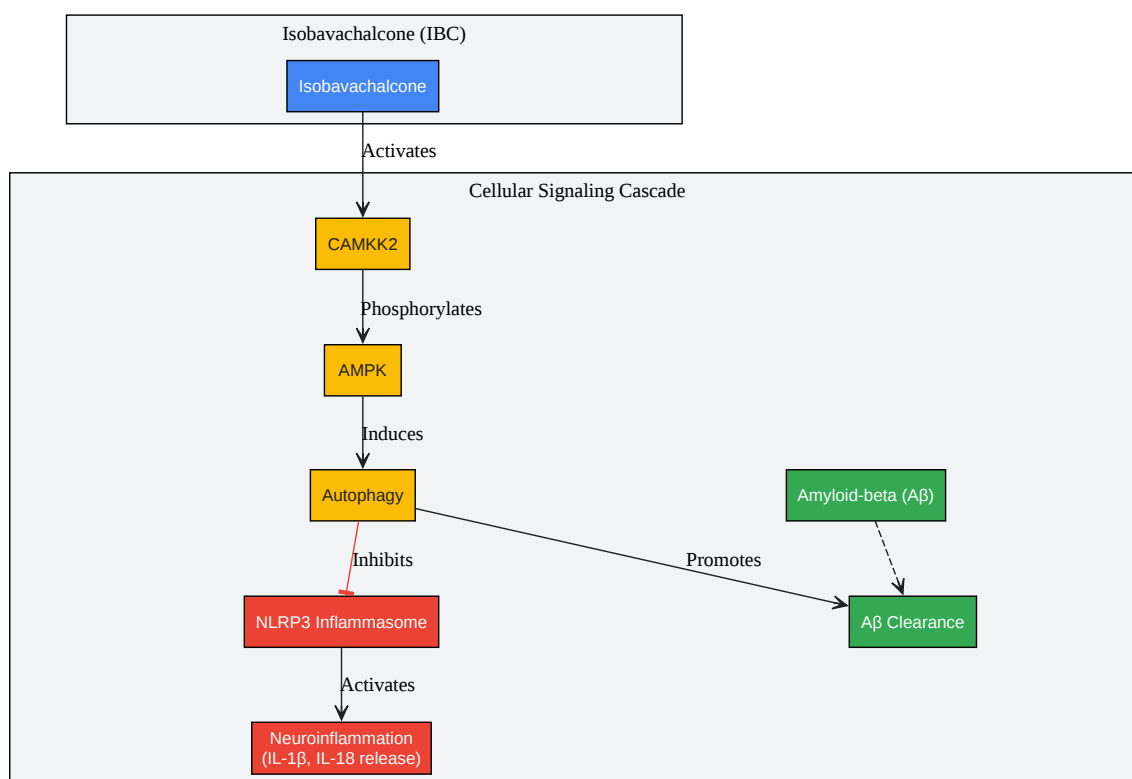 Isobavachalcone (IBC)
Isobavachalcone
Activates
Cellular Signaling Cascade
CAMKK2
Phosphorylates
AMPK
Induces
Autophagy
Amyloid-beta (Aβ)
Inhibits
Promotes
NLRP3 Inflammasome
Aβ Clearance
Activates
Neuroinflammation
(IL-1β, IL-18 release)